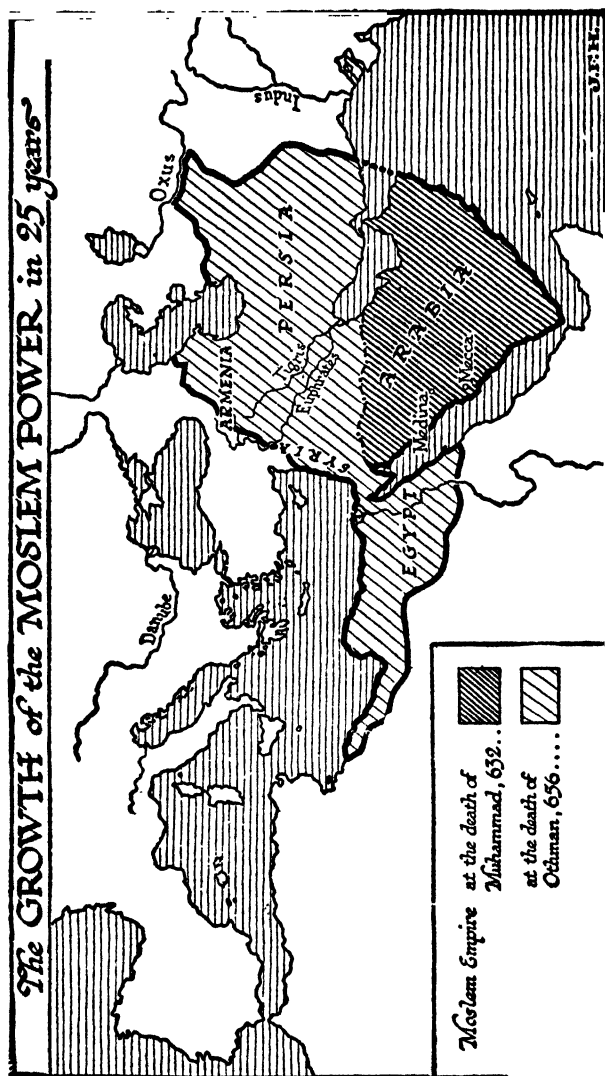 The GROWTH of the MOSLEM POWER in 25 years
Oxus
Indus
Danube
ARMENIA
PERSIA
Tigris
Euphrates
SYRIA
ARABIA
Medina
Mecca
EGYPT
Moslem Empire at the death of
Muhammad, 632..
at the death of
Othman, 656....
J.F.H.